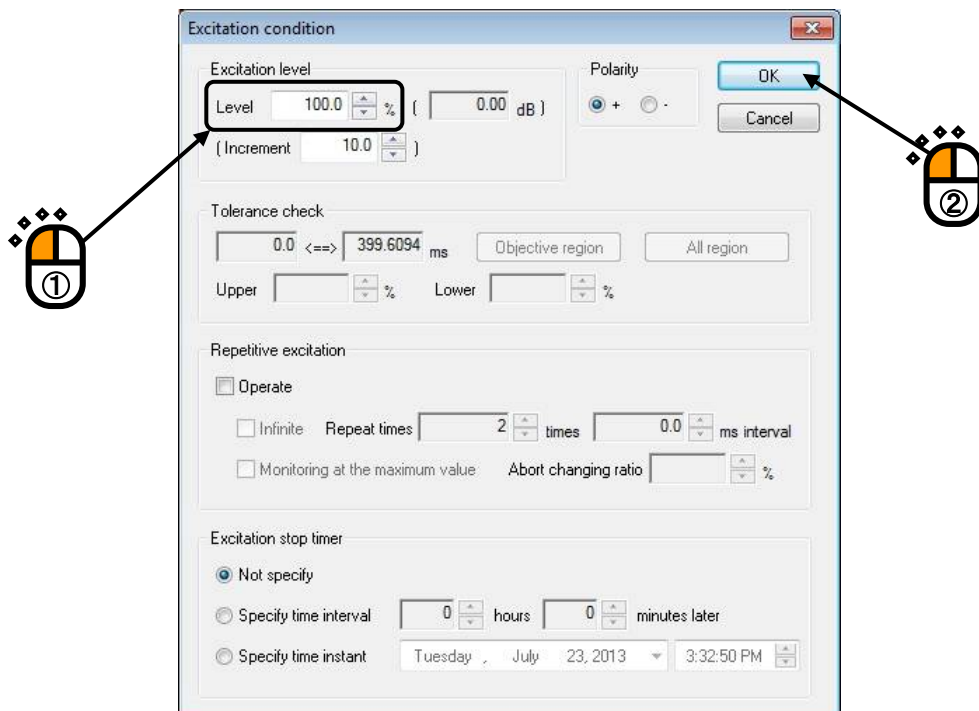 Excitation condition
Excitation level
Polarity
OK
Level 100.0 % ( 0.00 dB )
+ -
Cancel
( Increment 10.0 )
①
②
Tolerance check
0.0 <==> 399.6094 ms Objective region All region
Upper % Lower %
Repetitive excitation
Operate
Infinite Repeat times 2 times 0.0 ms interval
Monitoring at the maximum value Abort changing ratio %
Excitation stop timer
Not specify
Specify time interval 0 hours 0 minutes later
Specify time instant Tuesday , July 23, 2013 3:32:50 PM